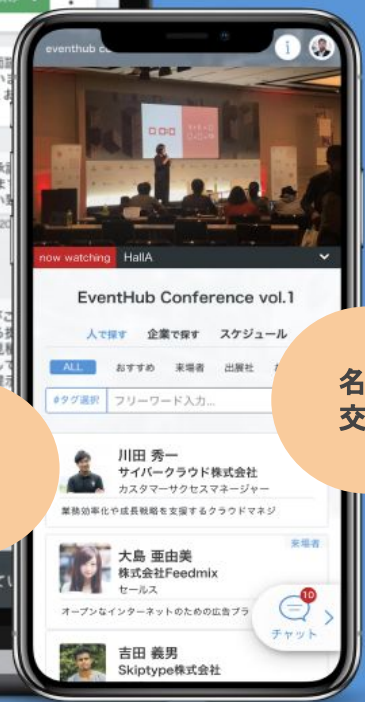 eventhub c
now watching HallA
EventHub Conference vol.1
人で探す 企業で探す スケジュール
ALL おすすめ 来場者 出展社
#タグ選択 フリーワード入力...
川田 秀一
サイバークラウド株式会社
カスタマーサクセスマネージャー
業務効率化や成長戦略を支援するクラウドマネジ
来場者
大島 亜由美
株式会社Feedmix
セールス
オープンなインターネットのための広告プラ
10
チャット
吉田 義男
Skiptype株式会社
名
交